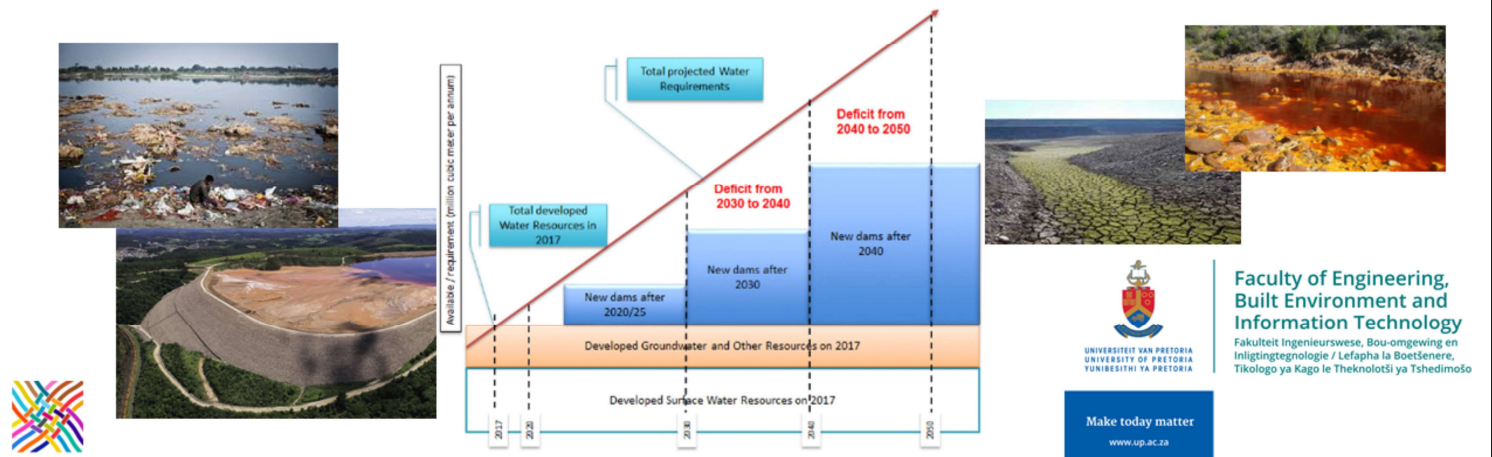 Available / requirement (million cubic meter per annum)
Total projected Water
Requirements
Total developed
Water Resources in
2017
Deficit from
2040 to 2050
Deficit from
2030 to 2040
New dams after
2020/25
New dams after
2030
New dams after
2040
Developed Groundwater and Other Resources on 2017
Developed Surface Water Resources on 2017
2017
2020
2030
2040
2050
UNIVERSITEIT VAN PRETORIA
UNIVERSITY OF PRETORIA
YUNIBESITHI YA PRETORIA
Faculty of Engineering,
Built Environment and
Information Technology
Fakulteit Ingenieurswese, Bou-omgewing en
Inligtingtegnologie / Lefapha la Boetšenere,
Tikologo ya Kago le Theknolotši ya Tshedimošo
Make today matter
www.up.ac.za